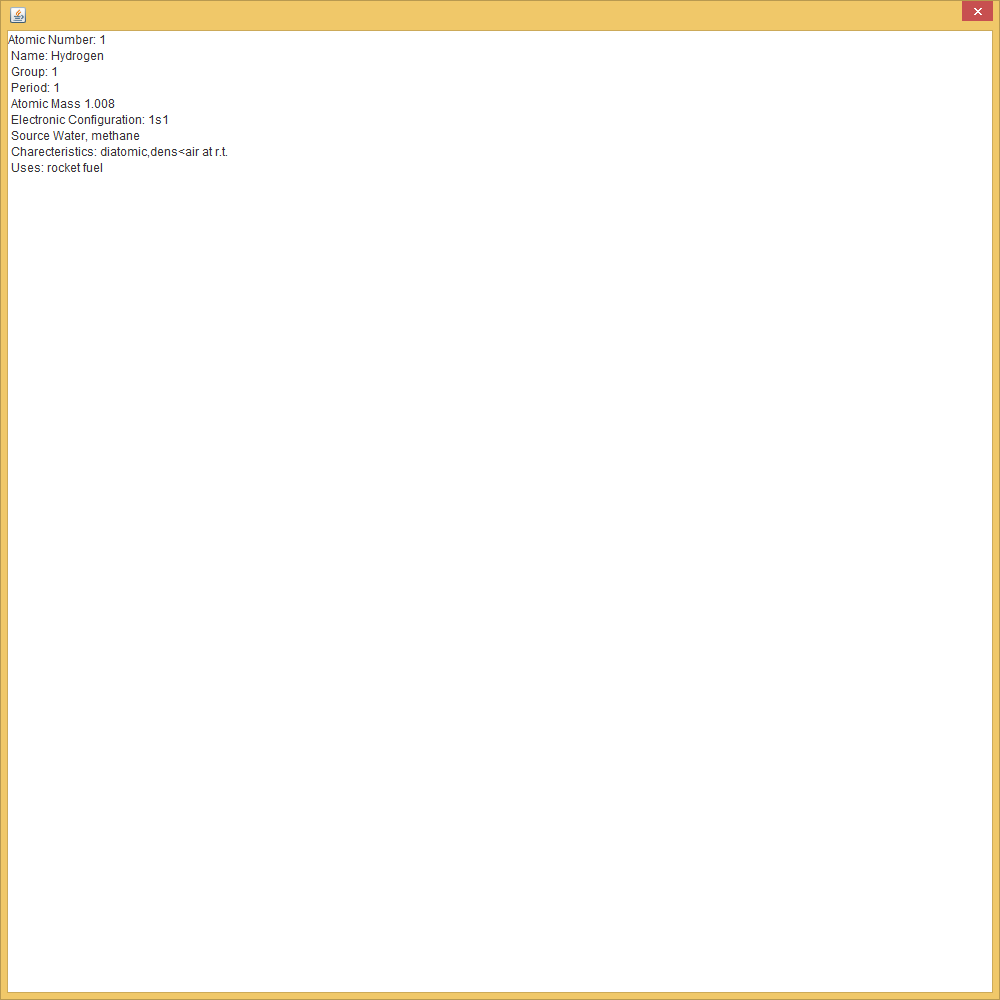 Atomic Number: 1
Name: Hydrogen
Group: 1
Period: 1
Atomic Mass 1.008
Electronic Configuration: 1s1
Source Water, methane
Charecteristics: diatomic,dens<air at r.t.
Uses: rocket fuel